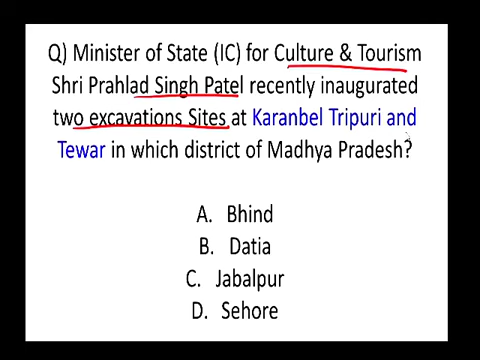 Q) Minister of State (IC) for Culture & Tourism
Shri Prahlad Singh Patel recently inaugurated
two excavations Sites at Karanbel Tripuri and
Tewar in which district of Madhya Pradesh?
A. Bhind
B. Datia
C. Jabalpur
D. Sehore